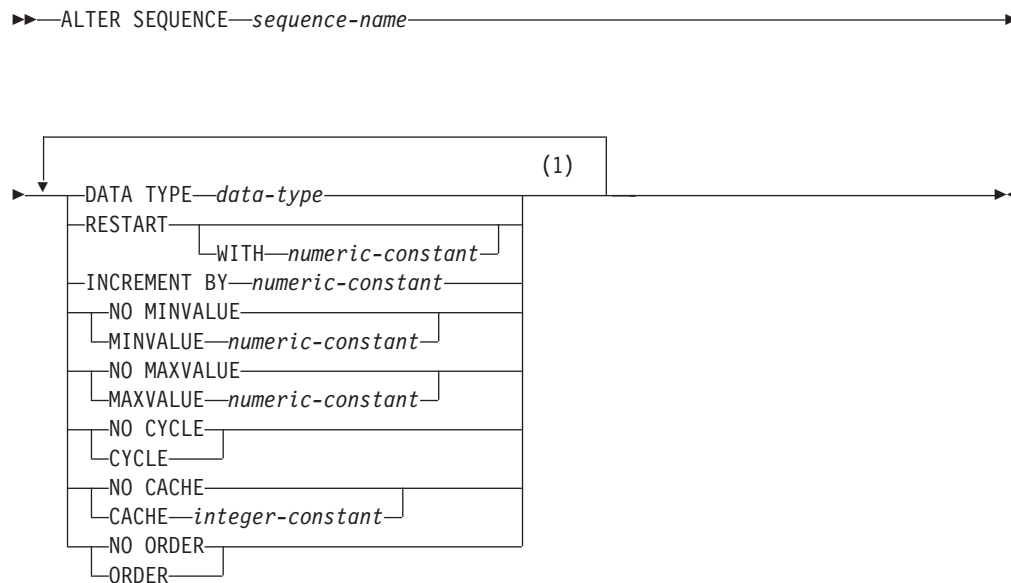 ALTER SEQUENCE sequence-name
(1)
DATA TYPE data-type
RESTART
WITH numeric-constant
INCREMENT BY numeric-constant
NO MINVALUE
MINVALUE numeric-constant
NO MAXVALUE
MAXVALUE numeric-constant
NO CYCLE
CYCLE
NO CACHE
CACHE integer-constant
NO ORDER
ORDER